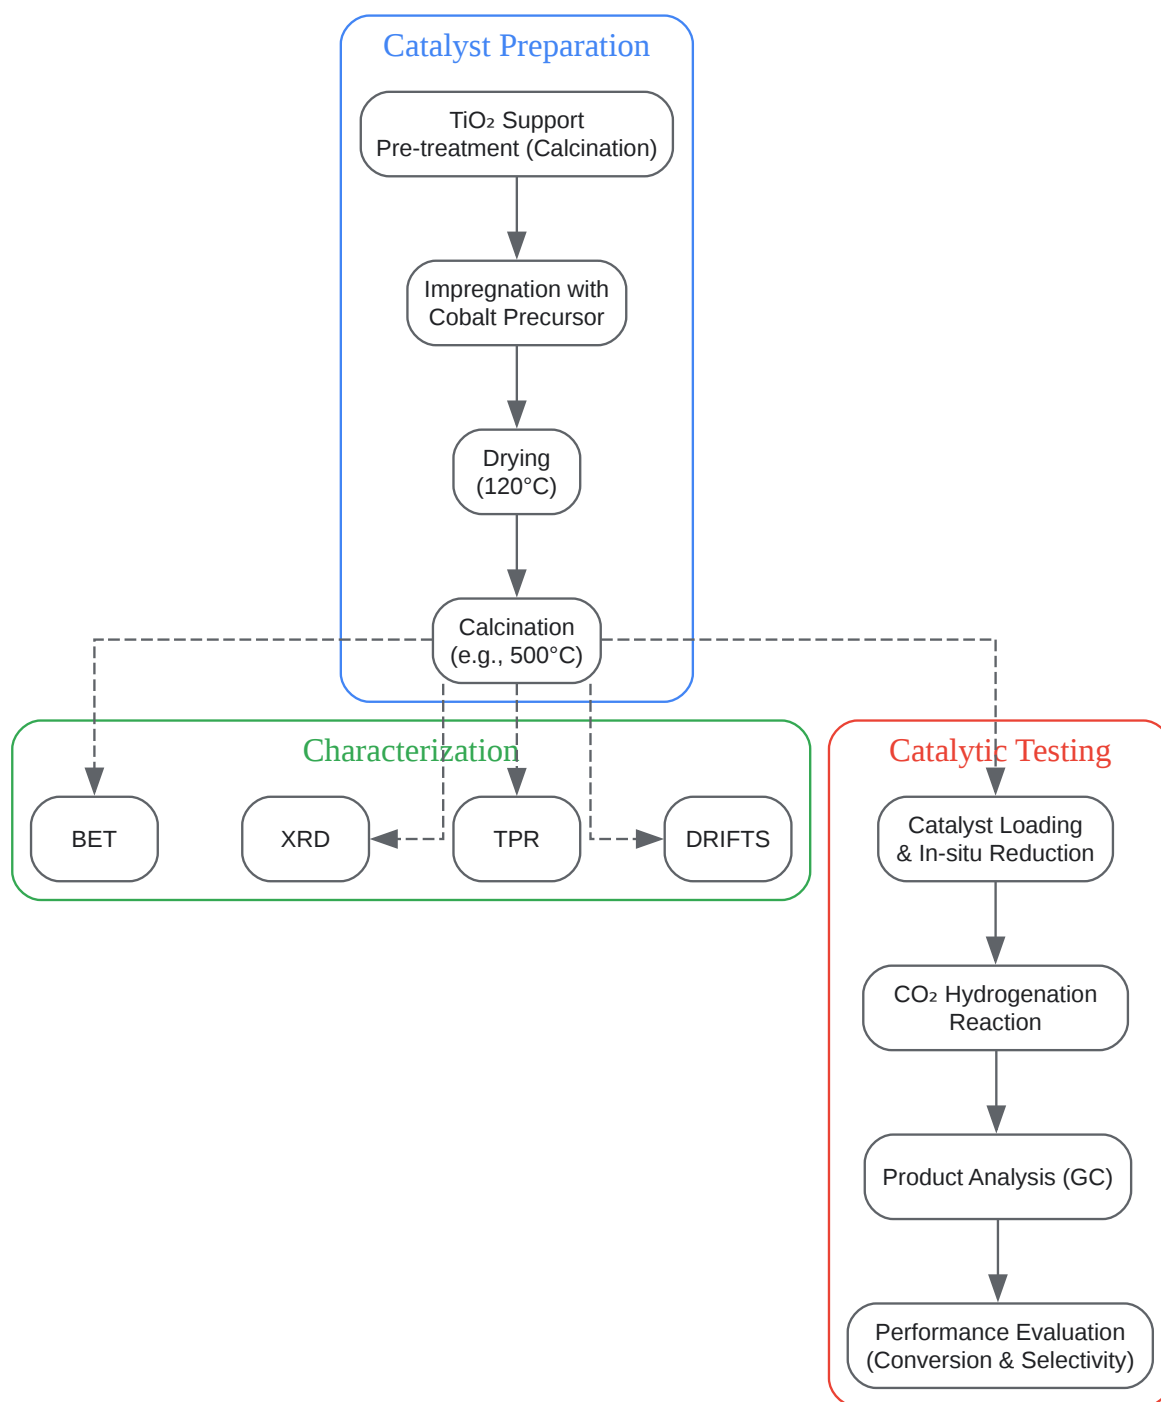 Catalyst Preparation
TiO₂ Support
Pre-treatment (Calcination)
Impregnation with
Cobalt Precursor
Drying
(120°C)
Calcination
(e.g., 500°C)
Characterization
BET
XRD
TPR
DRIFTS
Catalytic Testing
Catalyst Loading
& In-situ Reduction
CO₂ Hydrogenation
Reaction
Product Analysis (GC)
Performance Evaluation
(Conversion & Selectivity)